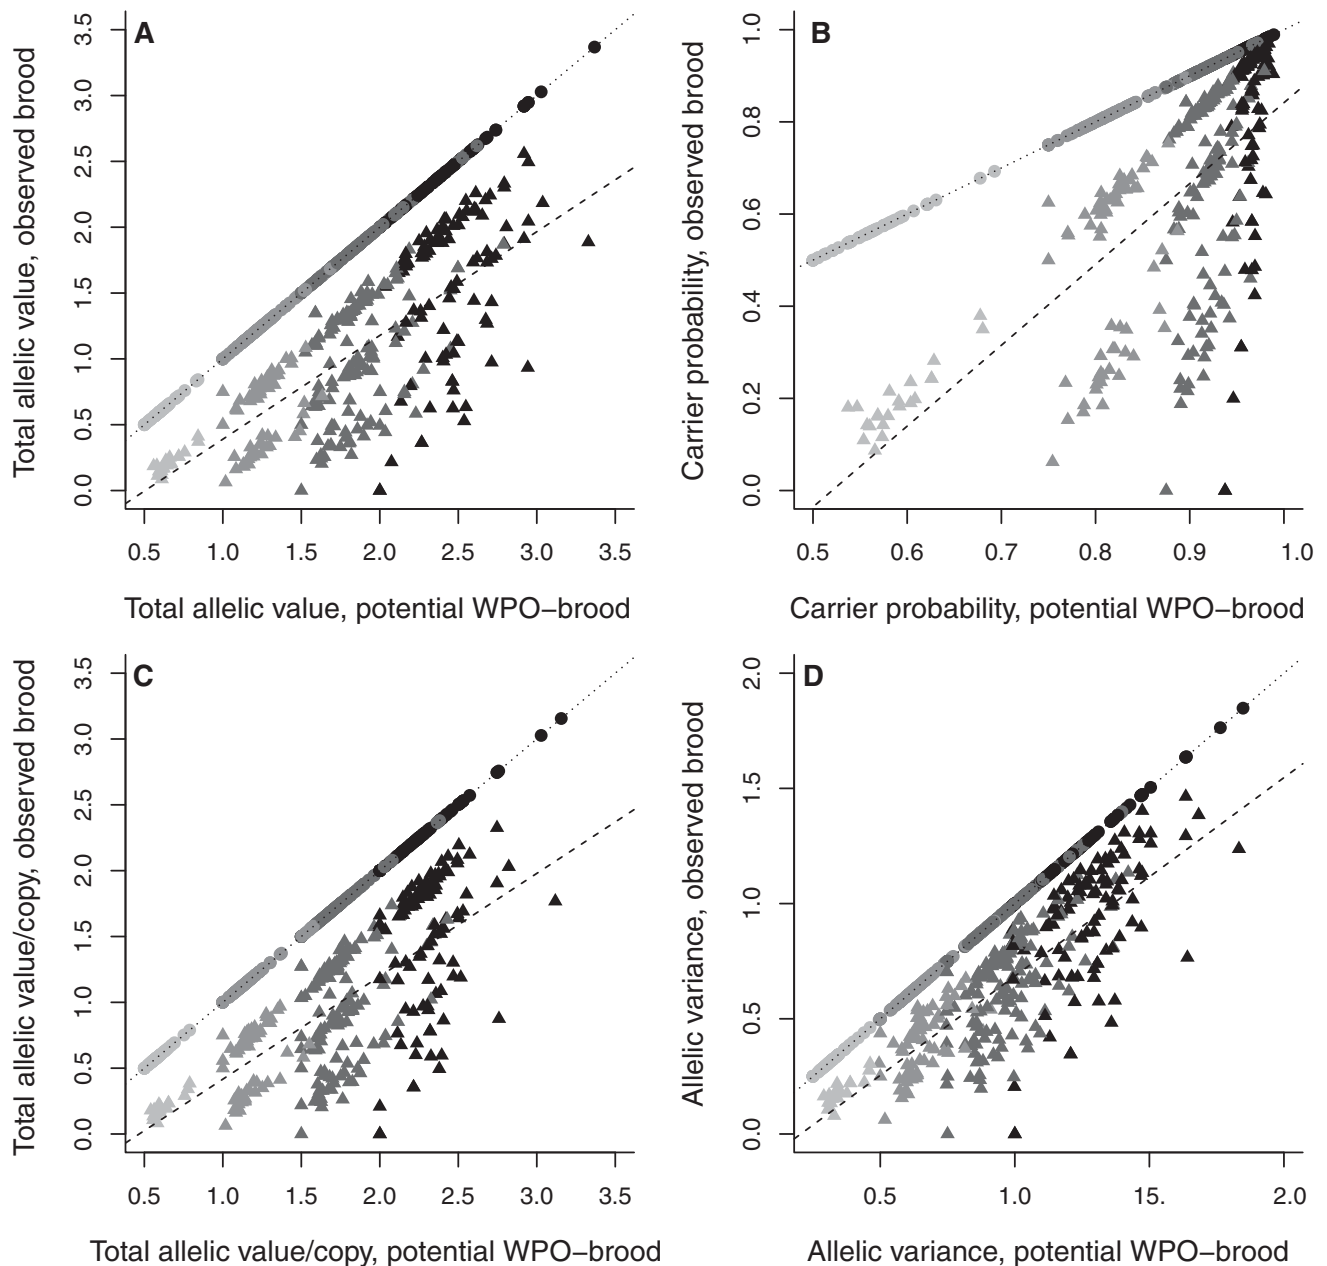 A
Total allelic value, observed brood
3.5
3.0
2.5
2.0
1.5
1.0
0.5
0.0
0.5 1.0 1.5 2.0 2.5 3.0 3.5
Total allelic value, potential WPO–brood
B
Carrier probability, observed brood
1.0
0.8
0.6
0.4
0.2
0.0
0.5 0.6 0.7 0.8 0.9 1.0
Carrier probability, potential WPO–brood
C
Total allelic value/copy, observed brood
3.5
3.0
2.5
2.0
1.5
1.0
0.5
0.0
0.5 1.0 1.5 2.0 2.5 3.0 3.5
Total allelic value/copy, potential WPO–brood
D
Allelic variance, observed brood
2.0
1.5
1.0
0.5
0.0
0.5 1.0 15. 2.0
Allelic variance, potential WPO–brood